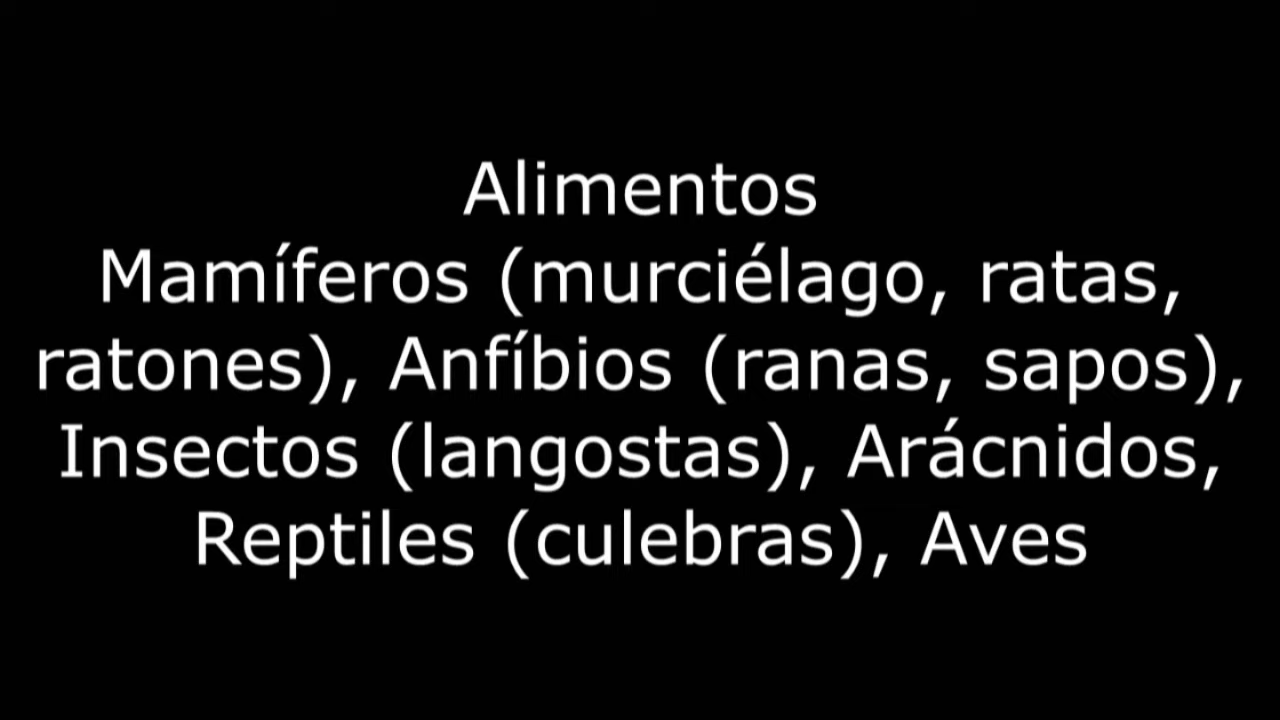 Alimentos
Mamíferos (murciélago, ratas,
ratones), Anfíbios (ranas, sapos),
Insectos (langostas), Arácnidos,
Reptiles (culebras), Aves